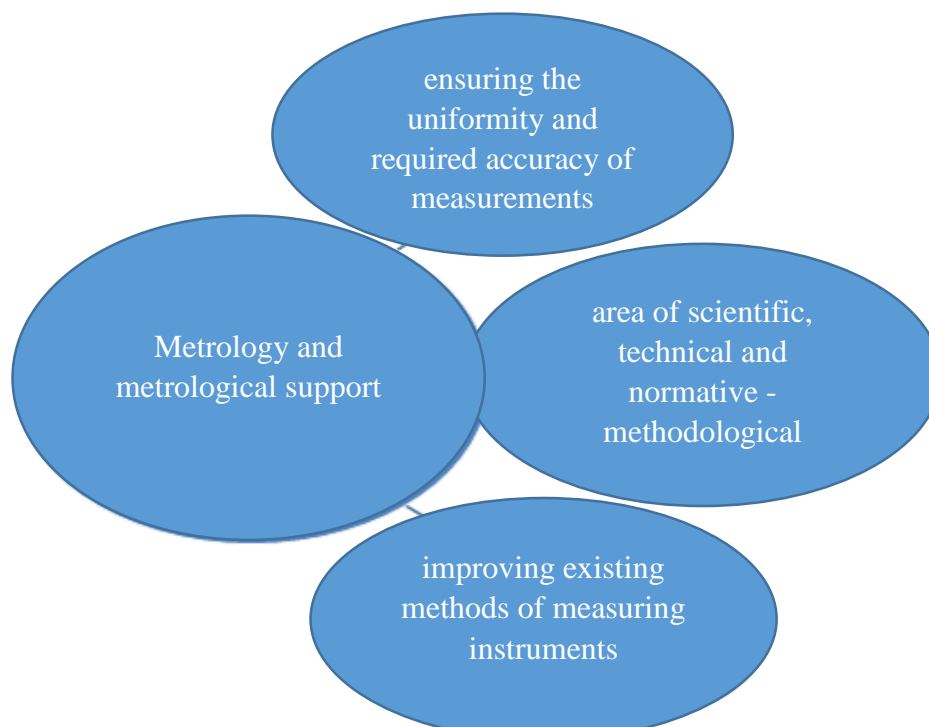 ensuring the
uniformity and
required accuracy of
measurements
Metrology and
metrological support
area of scientific,
technical and
normative -
methodological
improving existing
methods of measuring
instruments